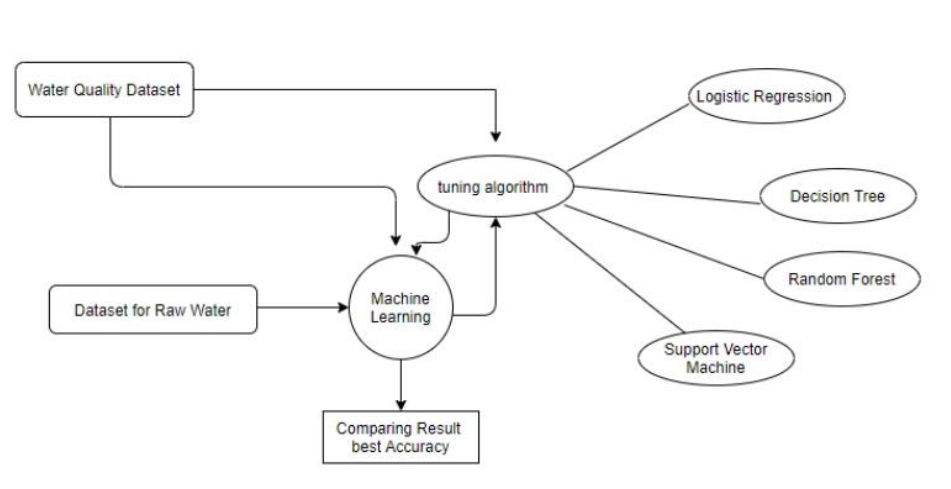 Water Quality Dataset
Logistic Regression
tuning algorithm
Decision Tree
Random Forest
Dataset for Raw Water
Machine
Learning
Support Vector
Machine
Comparing Result
best Accuracy